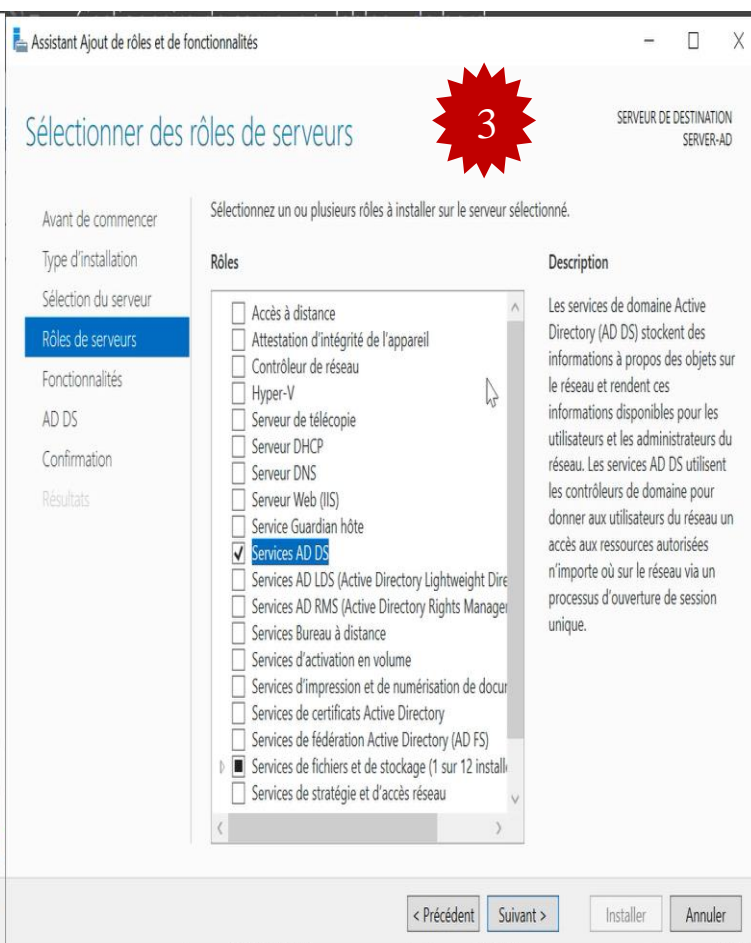 Assistant Ajout de rôles et de fonctionnalités
Sélectionner des rôles de serveurs
3
SERVEUR DE DESTINATION
SERVER-AD
Avant de commencer
Type d'installation
Sélection du serveur
Rôles de serveurs
Fonctionnalités
AD DS
Confirmation
Résultats
Sélectionnez un ou plusieurs rôles à installer sur le serveur sélectionné.
Rôles
Accès à distance
Attestation d'intégrité de l'appareil
Contrôleur de réseau
Hyper-V
Serveur de télécopie
Serveur DHCP
Serveur DNS
Serveur Web (IIS)
Service Guardian hôte
Services AD DS
Services AD LDS (Active Directory Lightweight Dire
Services AD RMS (Active Directory Rights Manager
Services Bureau à distance
Services d'activation en volume
Services d'impression et de numérisation de docur
Services de certificats Active Directory
Services de fédération Active Directory (AD FS)
Services de fichiers et de stockage (1 sur 12 install
Services de stratégie et d'accès réseau
Description
Les services de domaine Active
Directory (AD DS) stockent des
informations à propos des objets sur
le réseau et rendent ces
informations disponibles pour les
utilisateurs et les administrateurs du
réseau. Les services AD DS utilisent
les contrôleurs de domaine pour
donner aux utilisateurs du réseau un
accès aux ressources autorisées
n'importe où sur le réseau via un
processus d'ouverture de session
unique.
< Précédent
Suivant >
Installer
Annuler